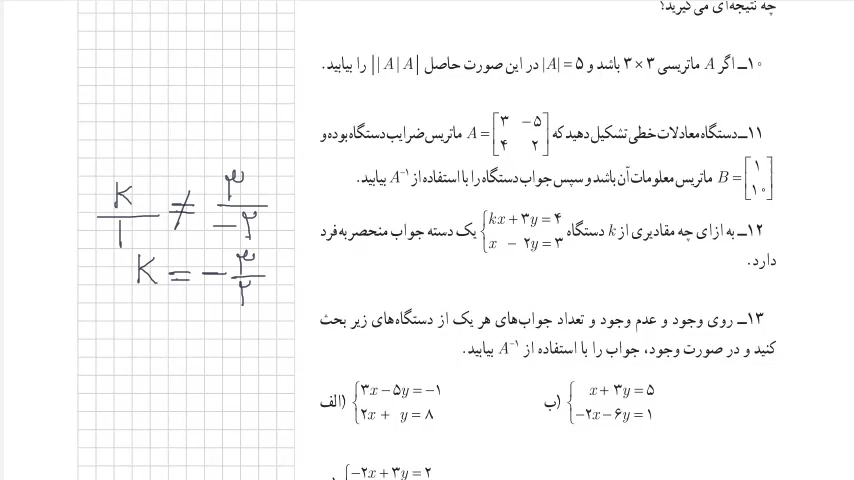 چه نتیجه‌ای می‌گیرید؟
۱۰ــ اگر A ماتریسی ۳×۳ باشد و |A|=۵ در این صورت حاصل ||A|A| را بیابید.
۱۱ــ دستگاه معادلات خطی تشکیل دهید که A=[۳ −۵ ; ۴ ۲] ماتریس ضرایب دستگاه بوده و
B=[۱ ; ۱۰] ماتریس معلومات آن باشد و سپس جواب دستگاه را با استفاده از A⁻¹ بیابید.
۱۲ــ به ازای چه مقادیری از k دستگاه {kx+۳y=۴ ; x −۲y=۳ یک دسته جواب منحصر به فرد
دارد.
K/۱ ≠ ۳/−۲
K = −۳/۲
۱۳ــ روی وجود و عدم وجود و تعداد جواب‌های هر یک از دستگاه‌های زیر بحث
کنید و در صورت وجود، جواب را با استفاده از A⁻¹ بیابید.
الف) {۳x−۵y=−۱ ; ۲x+ y=۸
ب) {x+۳y=۵ ; −۲x−۶y=۱
−۲x+۳y=۲